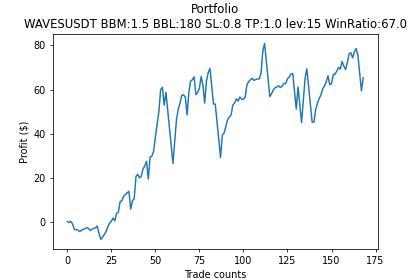 Portfolio
WAVESUSDT BBM:1.5 BBL:180 SL:0.8 TP:1.0 lev:15 WinRatio:67.0
80
60
40
20
0
Profit ($)
0 25 50 75 100 125 150 175
Trade counts